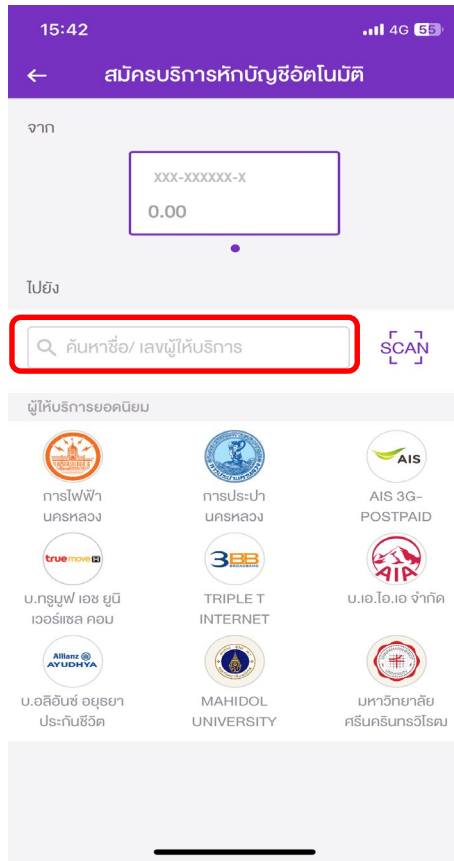 15:42
4G 55
สมัครบริการหักบัญชีอัตโนมัติ
จาก
xxx-xxxxxx-x
0.00
ไปยัง
ค้นหาชื่อ/ เลขผู้ให้บริการ
SCAN
ผู้ให้บริการยอดนิยม
AIS
การไฟฟ้า
นครหลวง
การประปา
นครหลวง
AIS 3G-
POSTPAID
true move H
3BB
BROADBAND
AIA
บ.ทรูมูฟ เอช ยูนิ
เวอร์แซล คอม
TRIPLE T
INTERNET
บ.เอ.ไอ.เอ จำกัด
Allianz
AYUDHYA
บ.อลิอันซ์ อยุธยา
ประกันชีวิต
MAHIDOL
UNIVERSITY
มหาวิทยาลัย
ศรีนครินทรวิโรฒ